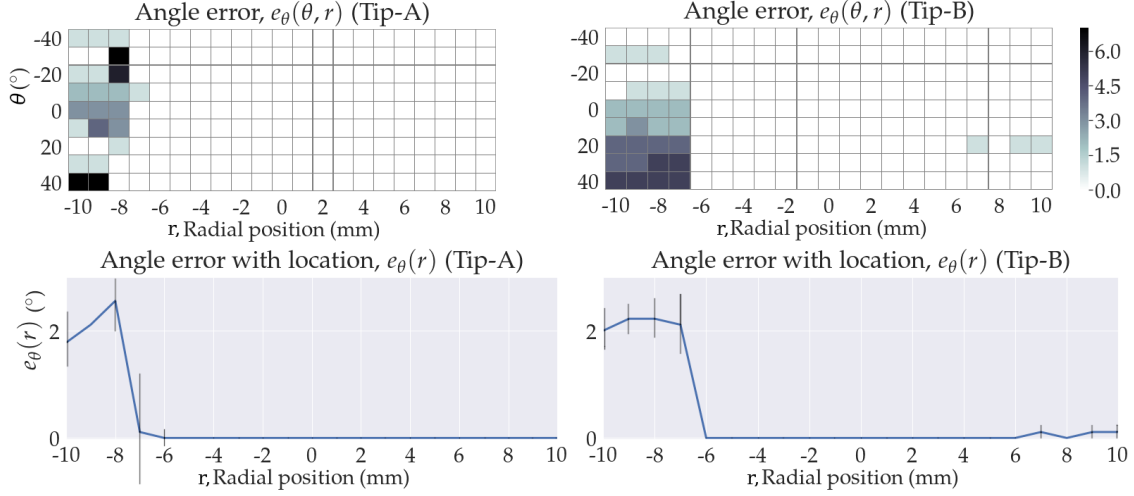 Angle error, e_θ(θ, r) (Tip-A)
Angle error, e_θ(θ, r) (Tip-B)
θ(°)
-40
-20
0
20
40
-10 -8 -6 -4 -2 0 2 4 6 8 10
r, Radial position (mm)
-40
-20
0
20
40
-10 -8 -6 -4 -2 0 2 4 6 8 10
r, Radial position (mm)
6.0
4.5
3.0
1.5
0.0
Angle error with location, e_θ(r) (Tip-A)
Angle error with location, e_θ(r) (Tip-B)
e_θ(r) (°)
2
0
-10 -8 -6 -4 -2 0 2 4 6 8 10
r, Radial position (mm)
2
0
-10 -8 -6 -4 -2 0 2 4 6 8 10
r, Radial position (mm)